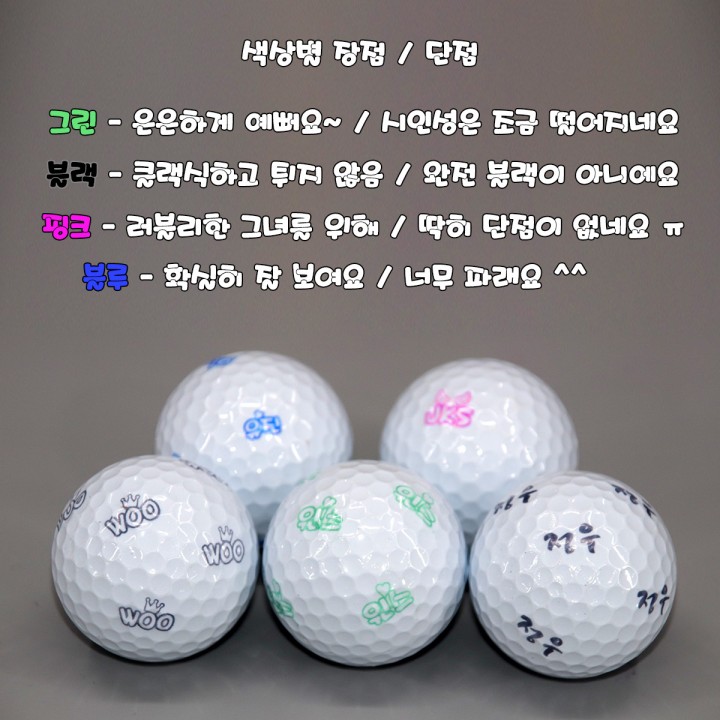 색상별 장점 / 단점
그린 - 은은하게 예뻐요~ / 시인성은 조금 떨어지네요
블랙 - 클래식하고 튀지 않음 / 완전 블랙이 아니예요
핑크 - 러블리한 그녀를 위해 / 딱히 단점이 없네요 ㅠ
블루 - 확실히 잘 보여요 / 너무 파래요 ^^
JKS
WOO
WOO
WOO
WOO
정우
정우
정우
정우
정우